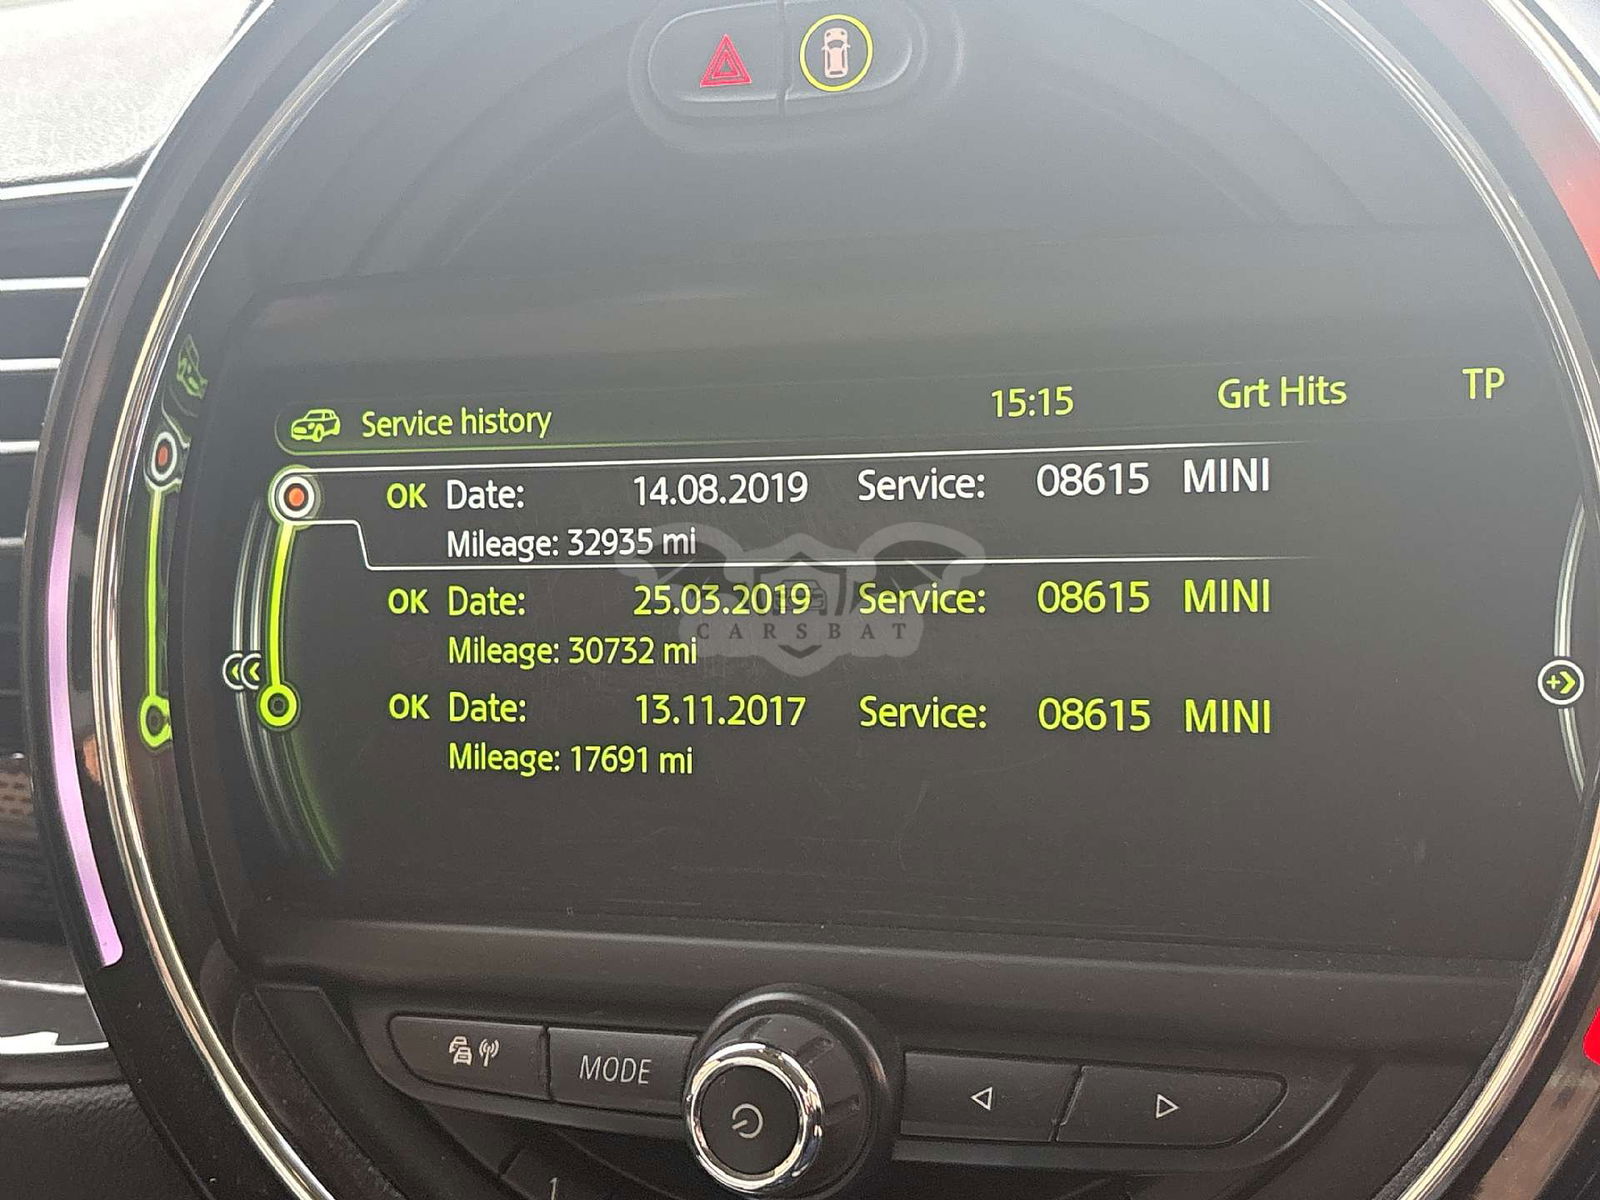 Service history 15:15 Grt Hits TP
OK Date: 14.08.2019 Service: 08615 MINI
Mileage: 32935 mi
OK Date: 25.03.2019 Service: 08615 MINI
CARSBAT
Mileage: 30732 mi
OK Date: 13.11.2017 Service: 08615 MINI
Mileage: 17691 mi
MODE
1